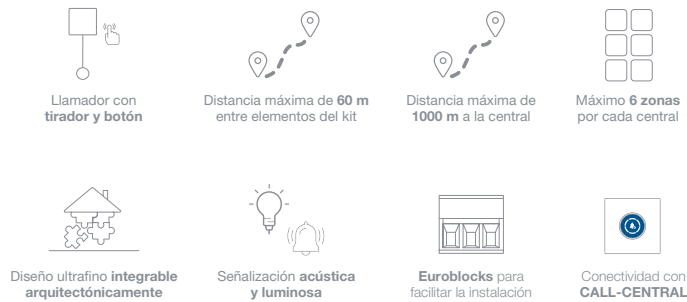 Llamador con
tirador y botón
Distancia máxima de 60 m
entre elementos del kit
Distancia máxima de
1000 m a la central
Máximo 6 zonas
por cada central
Diseño ultrafino integrable
arquitectónicamente
Señalización acústica
y luminosa
Euroblocks para
facilitar la instalación
Conectividad con
CALL-CENTRAL